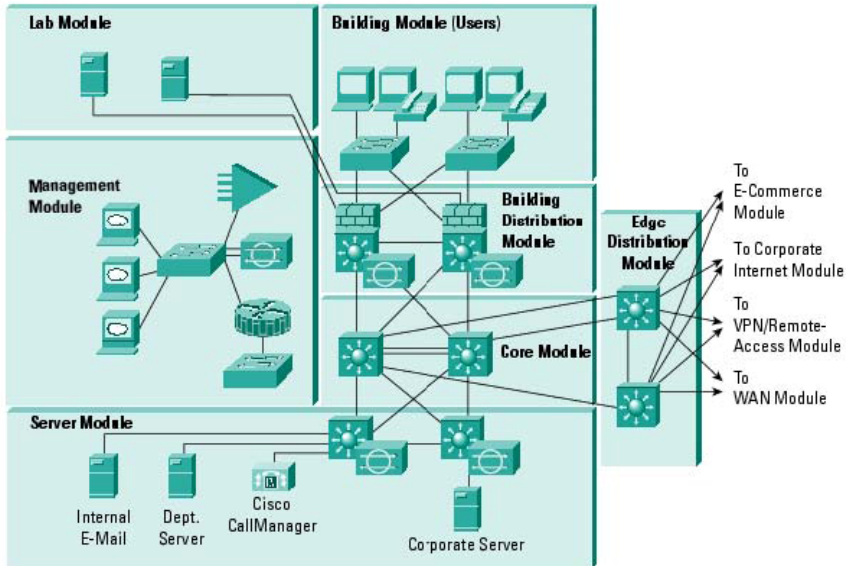 Lab Module
Building Module (Users)
Management
Module
Building
Distribution
Module
Edge
Distribution
Module
To
E-Commerce
Module
To Corporate
Internet Module
To
VPN/Remote-
Access Module
To
WAN Module
Core Module
Server Module
Internal
E-Mail
Dept.
Server
Cisco
CallManager
Corporate Server